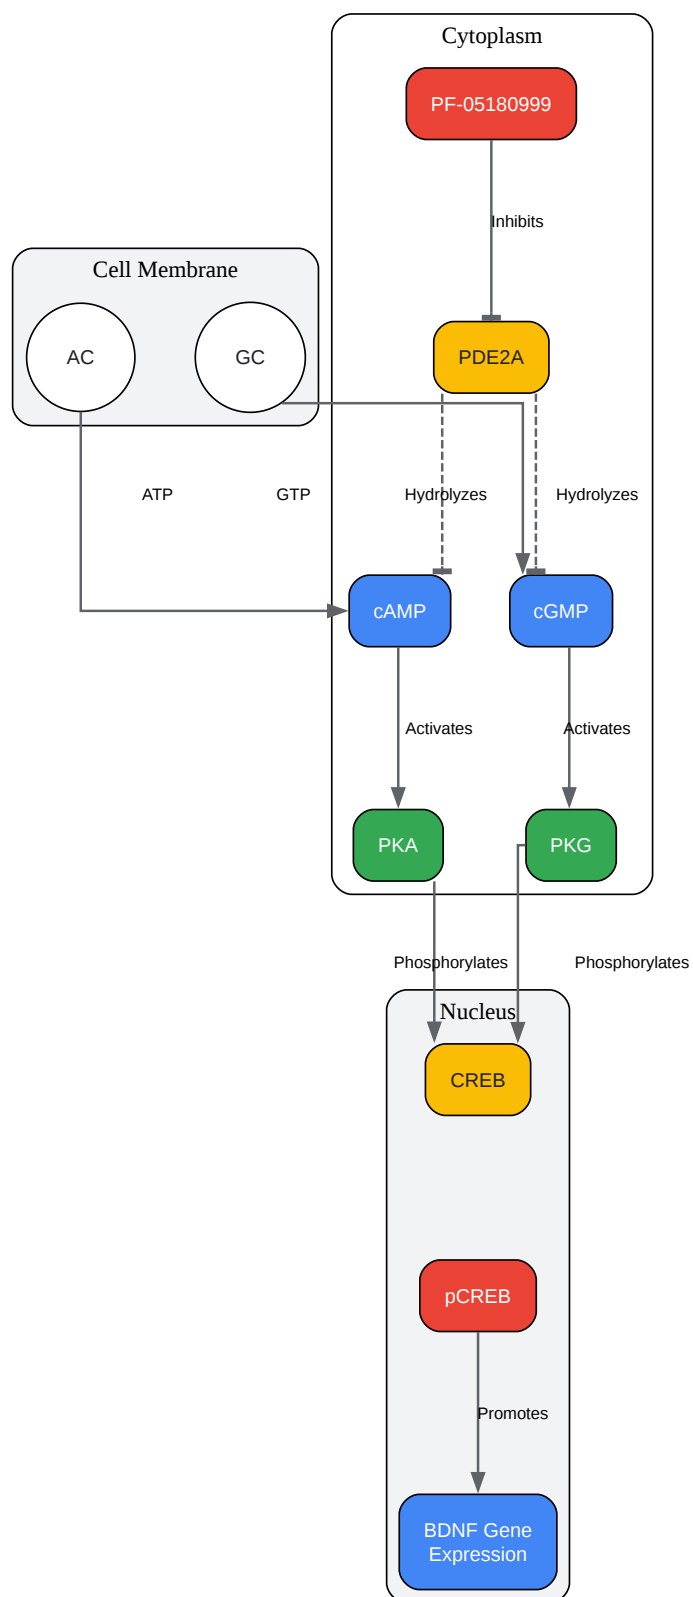 Cytoplasm
PF-05180999
Inhibits
Cell Membrane
AC
GC
PDE2A
ATP
GTP
Hydrolyzes
Hydrolyzes
cAMP
cGMP
Activates
Activates
PKA
PKG
Phosphorylates
Phosphorylates
Nucleus
CREB
pCREB
Promotes
BDNF Gene
Expression